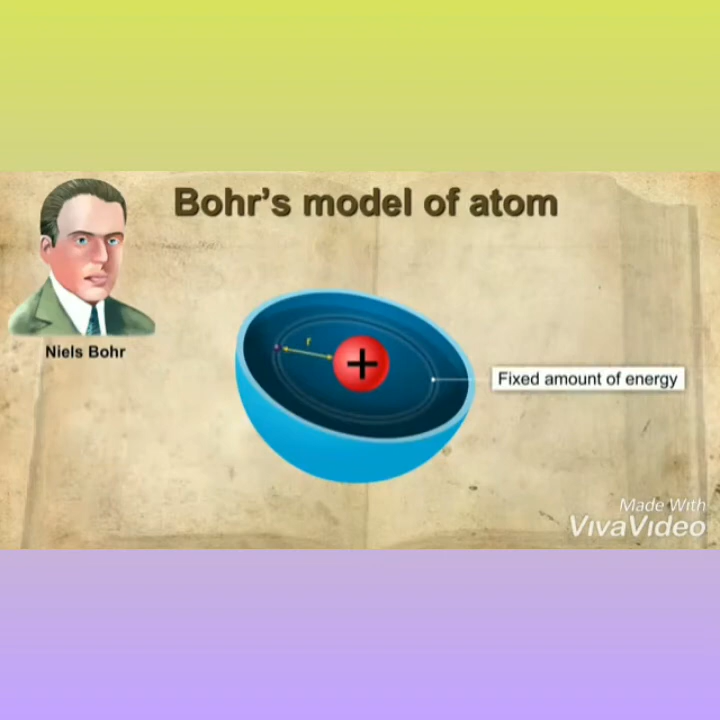 Bohr's model of atom
Niels Bohr
r
+
Fixed amount of energy
Made With
VivaVideo